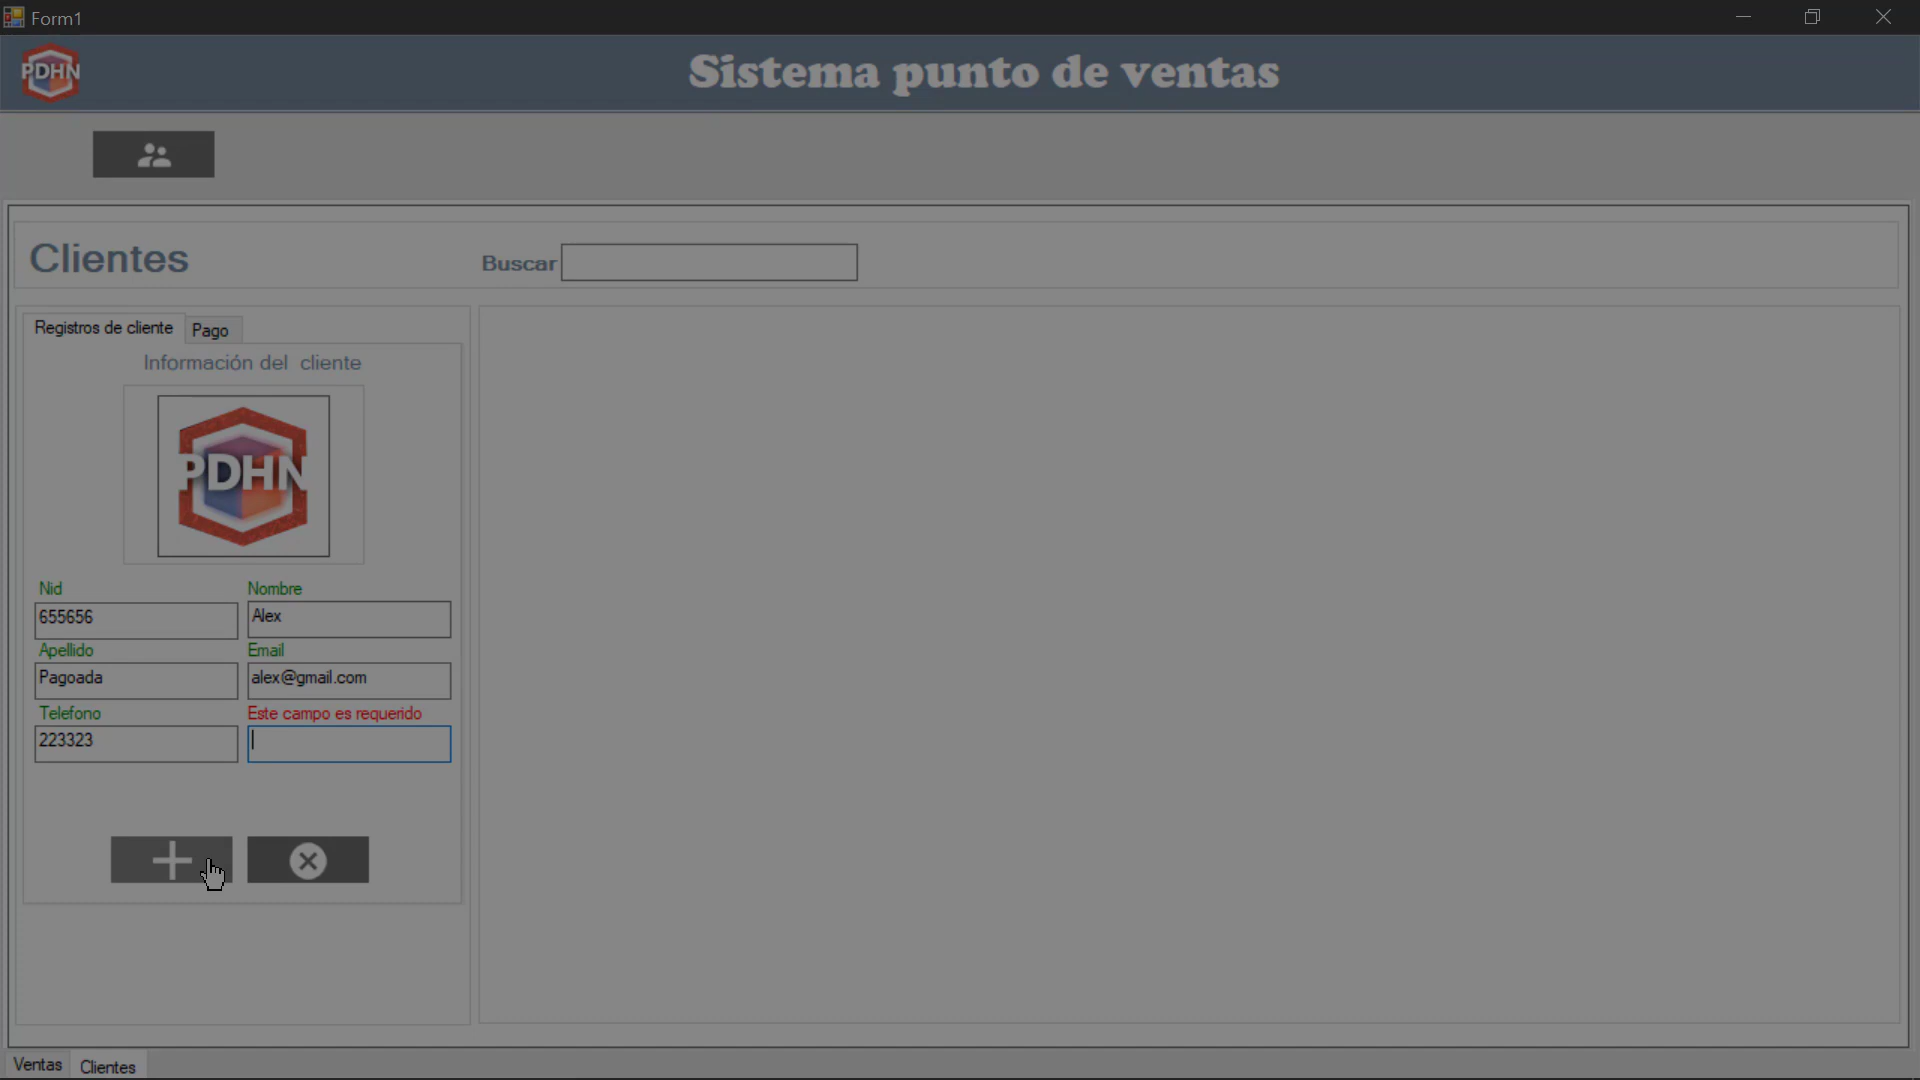 Form1
PDHN
Sistema punto de ventas
Clientes
Buscar
Registros de cliente
Pago
Información del cliente
PDHN
Nid
Nombre
655656
Alex
Apellido
Email
Pagoada
alex@gmail.com
Telefono
Este campo es requerido
223323
Ventas
Clientes